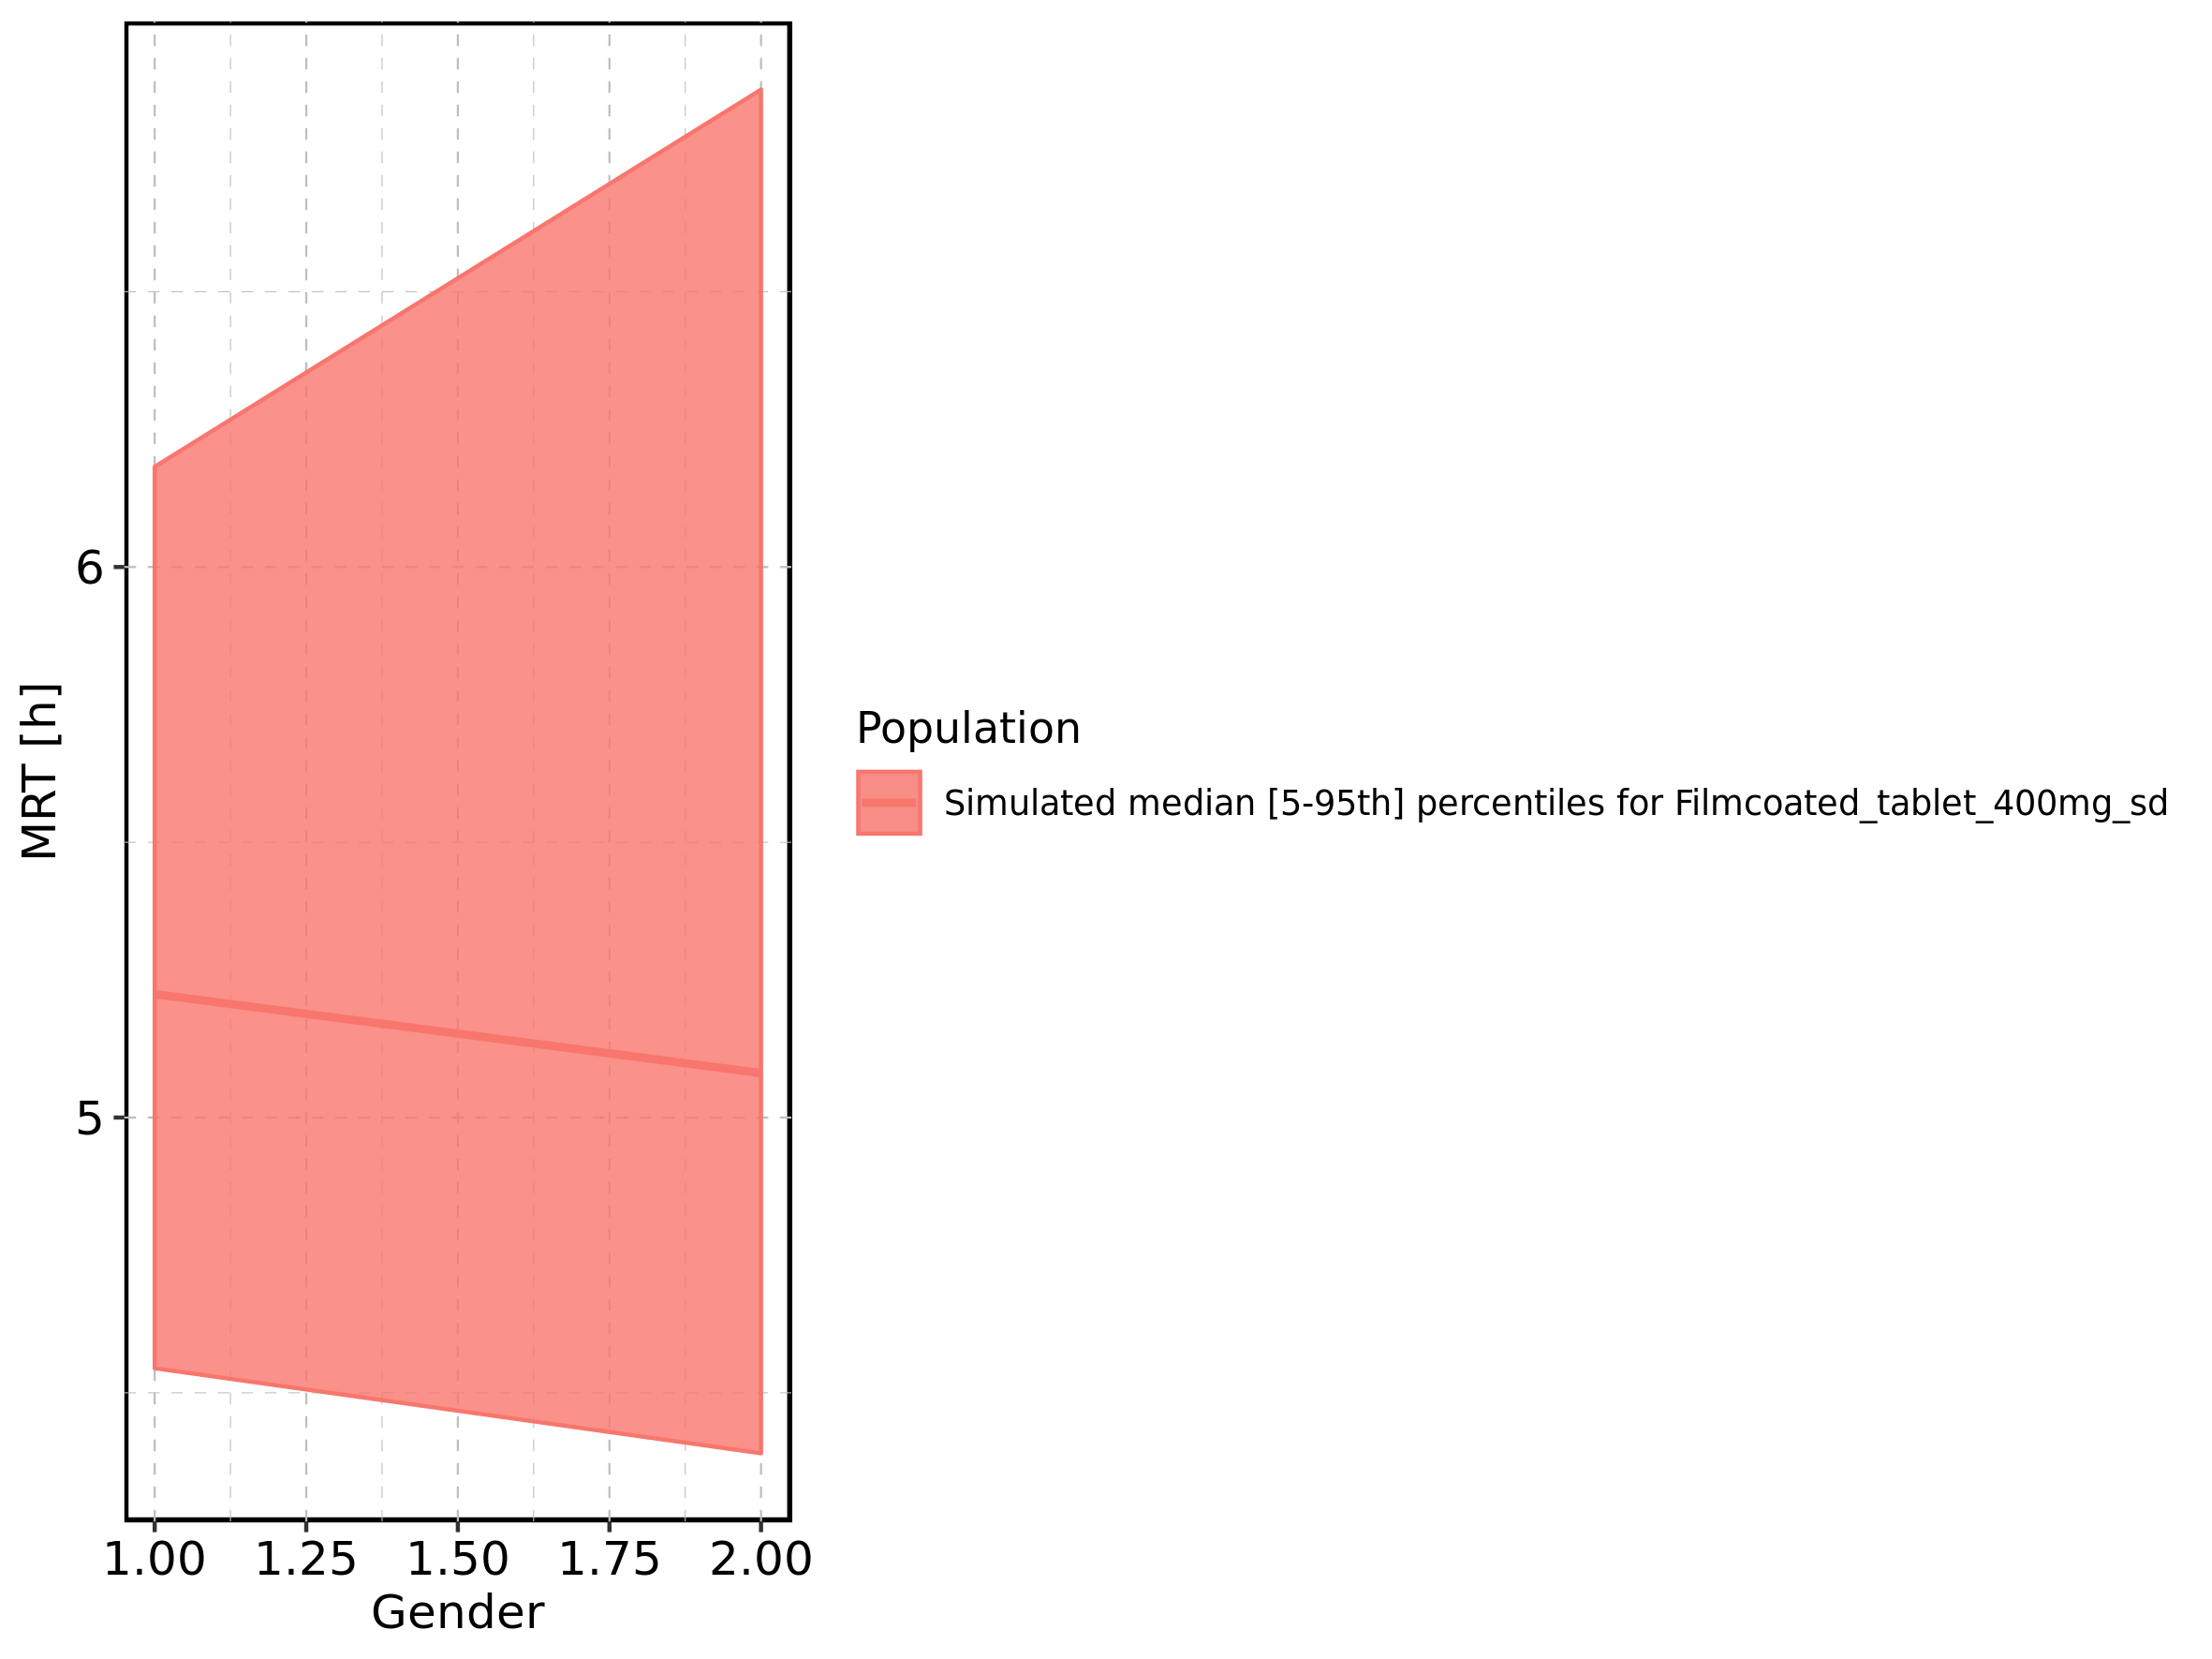 MRT [h]
6
5
1.00 1.25 1.50 1.75 2.00
Gender
Population
Simulated median [5-95th] percentiles for Filmcoated_tablet_400mg_sd